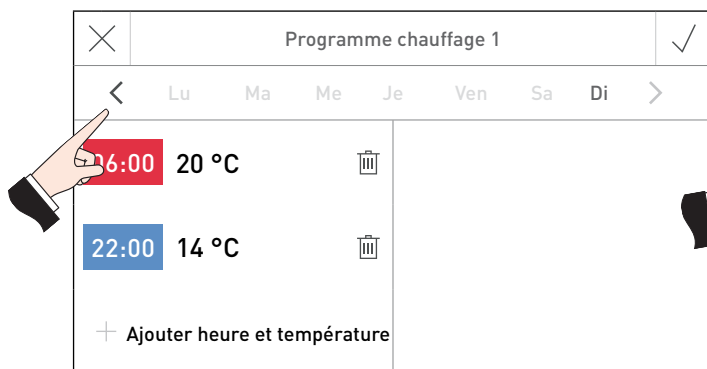 Programme chauffage 1
Lu Ma Me Je Ven Sa Di
06:00 20 °C
22:00 14 °C
Ajouter heure et température